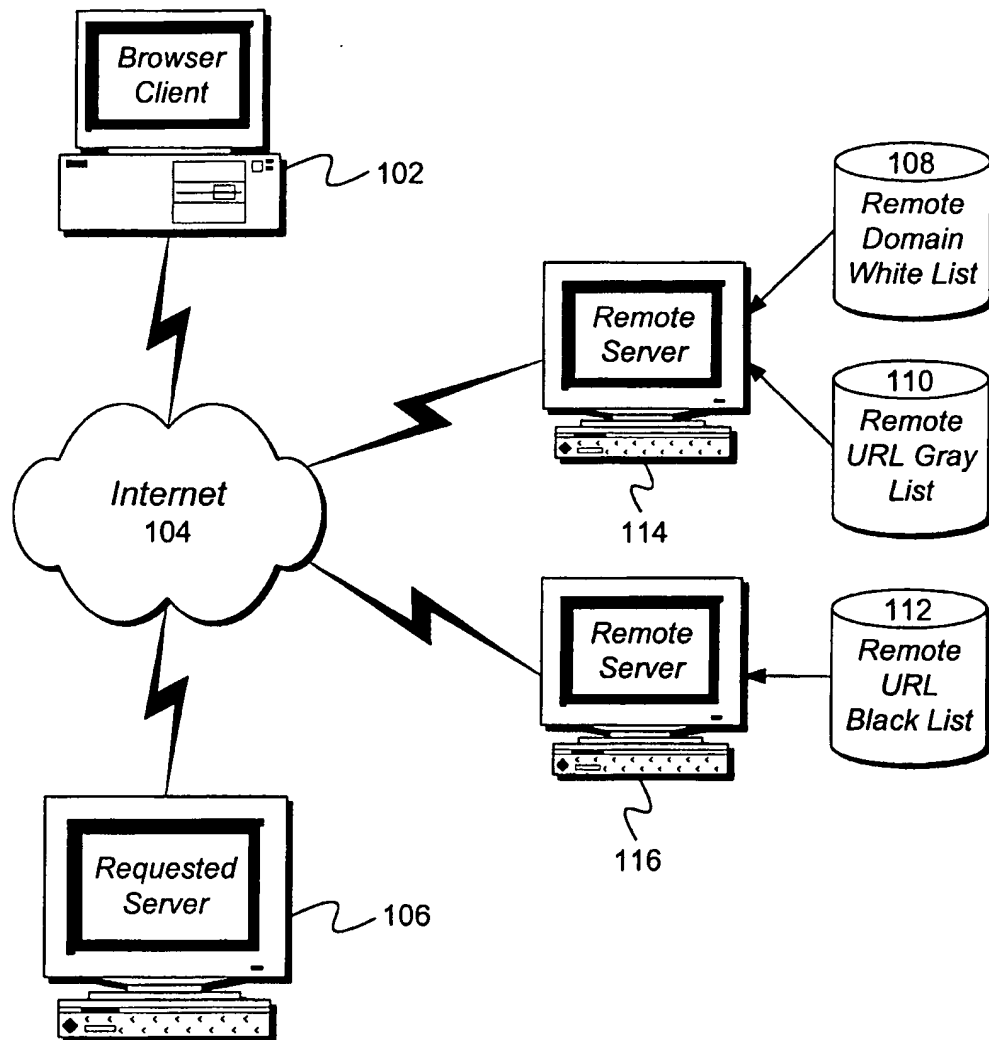 Browser
Client
102
108
Remote
Domain
White List
Remote
Server
110
Remote
URL Gray
List
114
Internet
104
112
Remote
URL
Black List
Remote
Server
116
Requested
Server
106